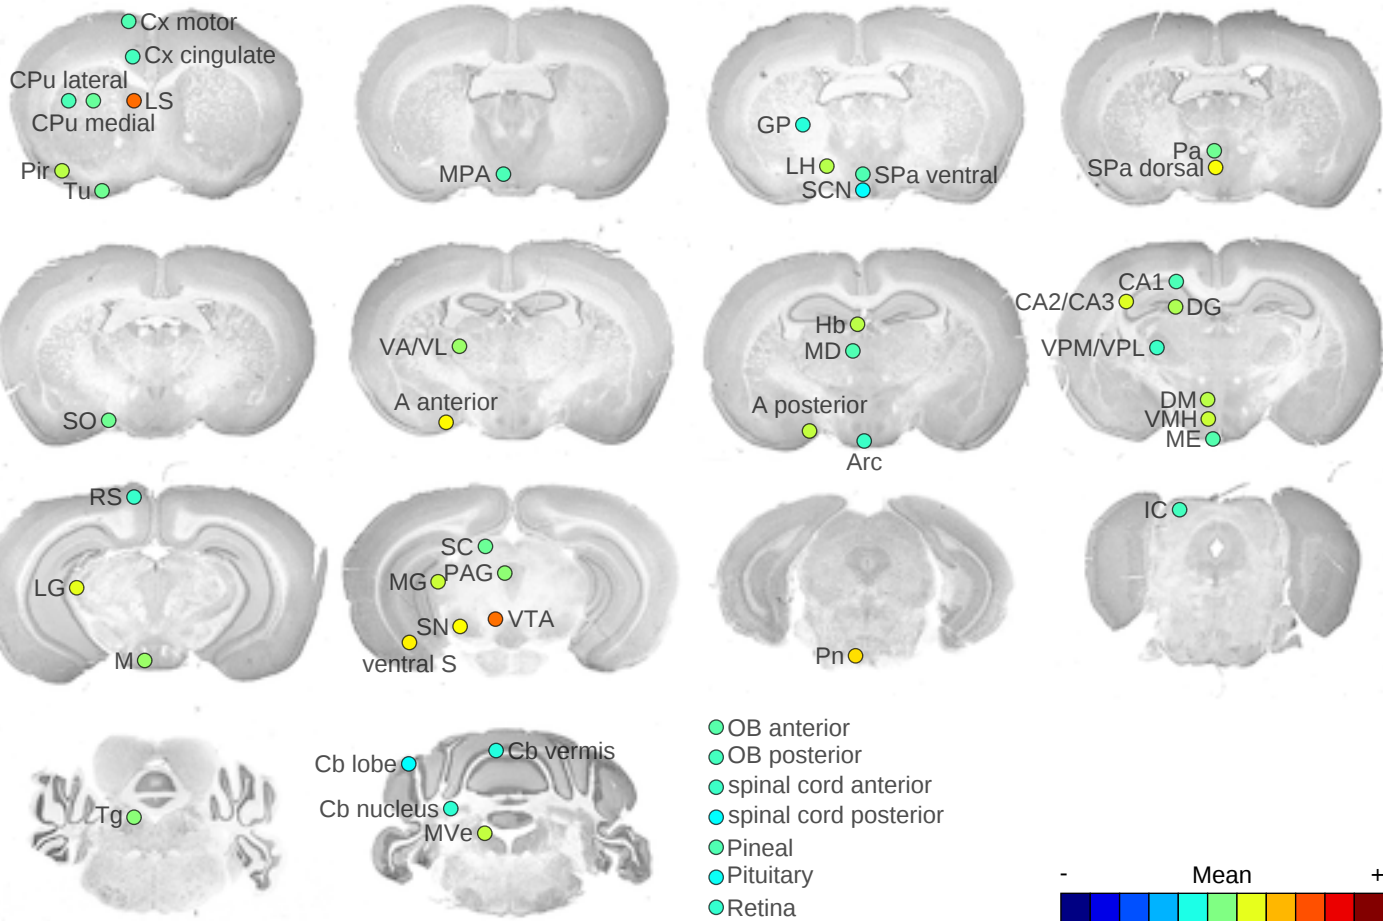 Cx motor
Cx cingulate
CPu lateral
LS
CPu medial
Pir
Tu
MPA
GP
LH
SPa ventral
SCN
Pa
SPa dorsal
SO
VA/VL
A anterior
Hb
MD
A posterior
Arc
CA1
CA2/CA3
DG
VPM/VPL
DM
VMH
ME
RS
LG
M
SC
MG
PAG
SN
VTA
ventral S
Pn
IC
Tg
Cb lobe
Cb vermis
Cb nucleus
MVe
OB anterior
OB posterior
spinal cord anterior
spinal cord posterior
Pineal
Pituitary
Retina
- Mean +